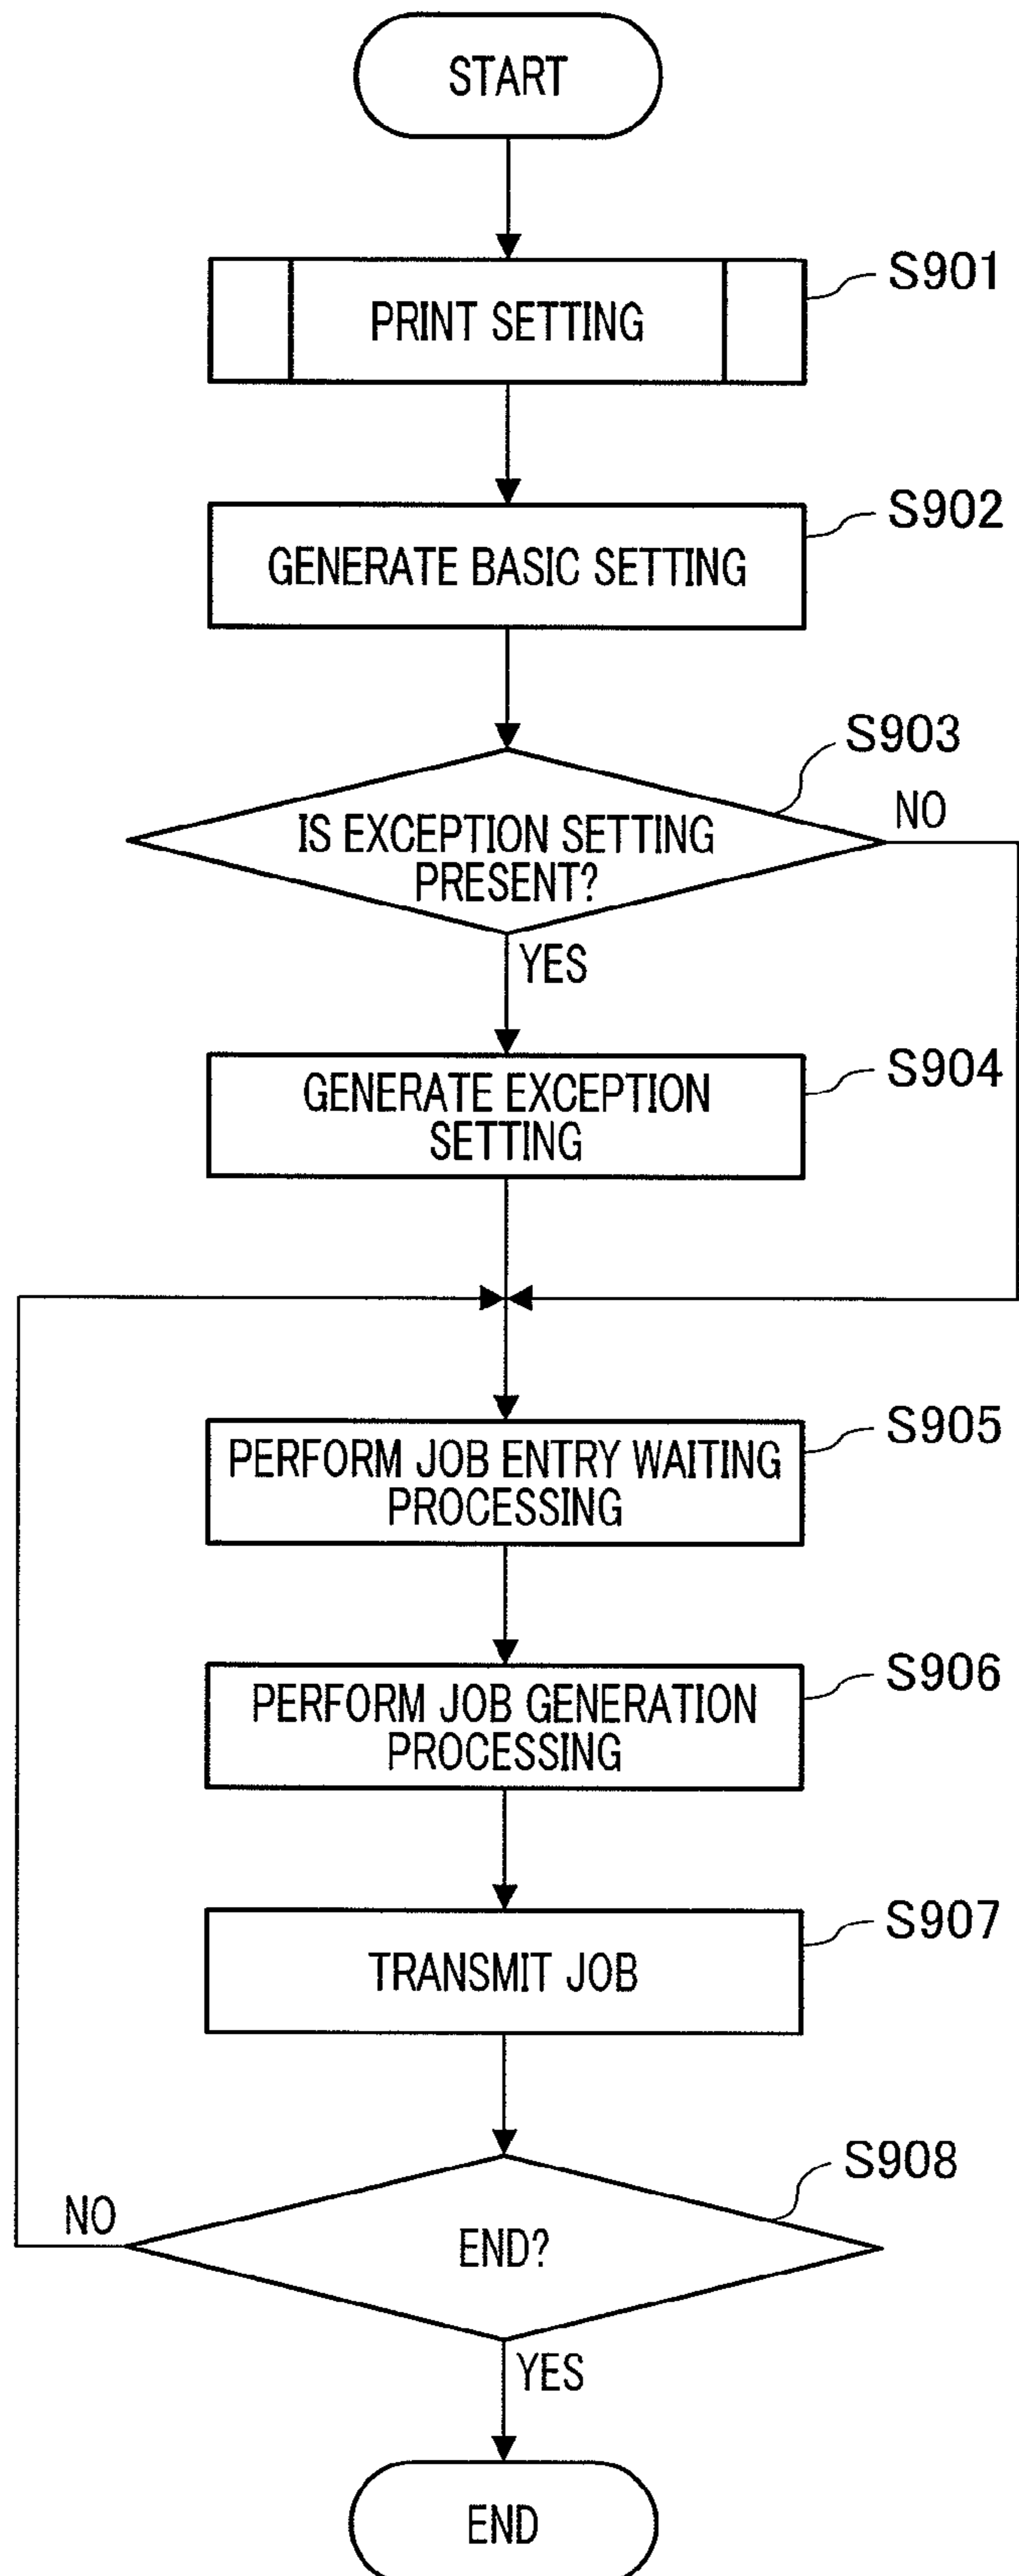 START
PRINT SETTING
S901
GENERATE BASIC SETTING
S902
S903
IS EXCEPTION SETTING
PRESENT?
NO
YES
GENERATE EXCEPTION
SETTING
S904
PERFORM JOB ENTRY WAITING
PROCESSING
S905
PERFORM JOB GENERATION
PROCESSING
S906
TRANSMIT JOB
S907
S908
END?
NO
YES
END